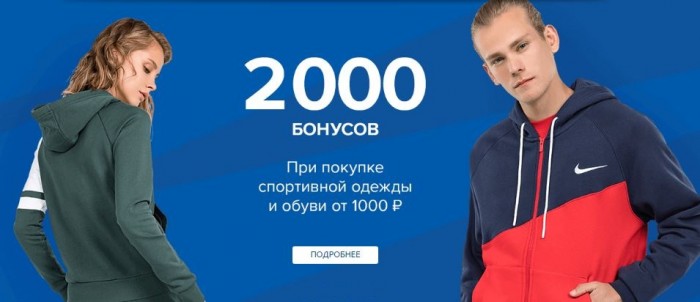 2000
БОНУСОВ
При покупке
спортивной одежды
и обуви от 1000 ₽
ПОДРОБНЕЕ